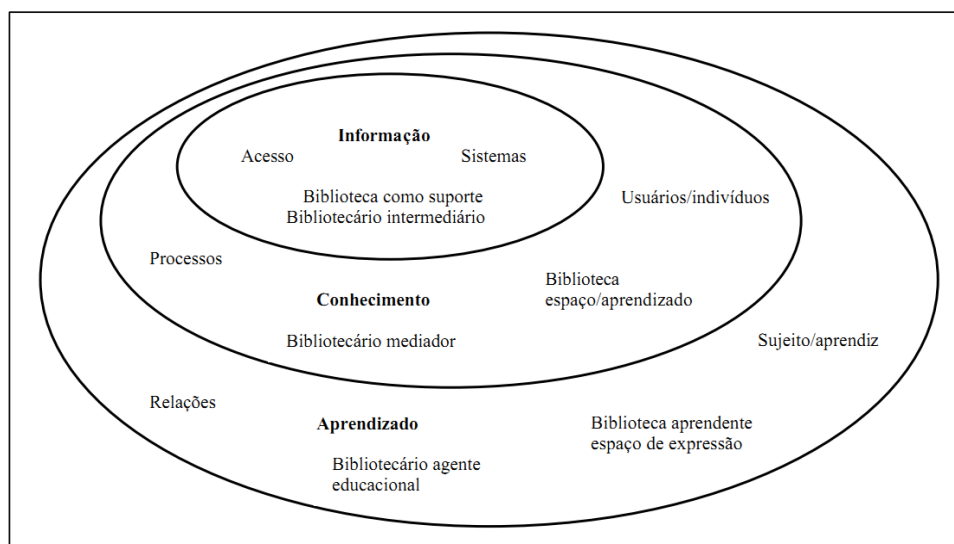 Informação
Acesso
Sistemas
Biblioteca como suporte
Bibliotecário intermediário
Usuários/indivíduos
Processos
Biblioteca
espaço/aprendizado
Conhecimento
Bibliotecário mediador
Sujeito/aprendiz
Relações
Aprendizado
Biblioteca aprendente
espaço de expressão
Bibliotecário agente
educacional